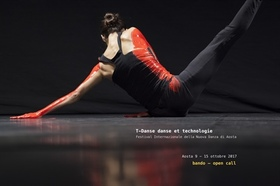 T-Danse danse et technologie
Festival Internazionale della Nuova Danza di Aosta
Aosta 9 - 15 ottobre 2017
bando – open call